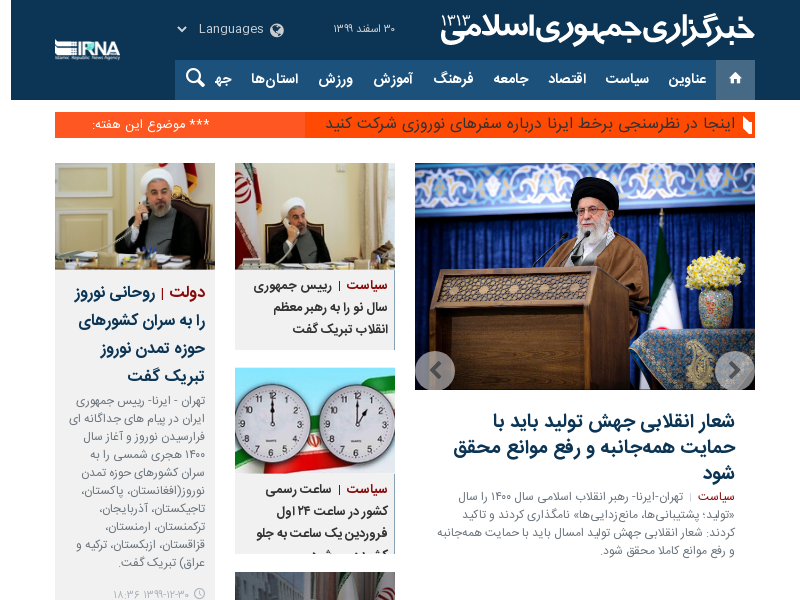 خبرگزاری جمهوری اسلامی ۱۳۱۳
۳۰ اسفند ۱۳۹۹
Languages
IRNA
Islamic Republic News Agency
عناوین
سیاست
اقتصاد
جامعه
فرهنگ
آموزش
ورزش
استان‌ها
جه
اینجا در نظرسنجی برخط ایرنا درباره سفرهای نوروزی شرکت کنید
*** موضوع این هفته:
شعار انقلابی جهش تولید باید با
حمایت همه‌جانبه و رفع موانع محقق
شود
سیاست | تهران-ایرنا- رهبر انقلاب اسلامی سال ۱۴۰۰ را سال
«تولید؛ پشتیبانی‌ها، مانع‌زدایی‌ها» نامگذاری کردند و تاکید
کردند: شعار انقلابی جهش تولید امسال باید با حمایت همه‌جانبه
و رفع موانع کاملا محقق شود.
سیاست | رییس جمهوری
سال نو را به رهبر معظم
انقلاب تبریک گفت
سیاست | ساعت رسمی
کشور در ساعت ۲۴ اول
فروردین یک ساعت به جلو
دولت | روحانی نوروز
را به سران کشورهای
حوزه تمدن نوروز
تبریک گفت
تهران - ایرنا- رییس جمهوری
ایران در پیام های جداگانه ای
فرارسیدن نوروز و آغاز سال
۱۴۰۰ هجری شمسی را به
سران کشورهای حوزه تمدن
نوروز(افغانستان، پاکستان،
تاجیکستان، آذربایجان،
ترکمنستان، ارمنستان،
قزاقستان، ازبکستان، ترکیه و
عراق) تبریک گفت.
۱۳۹۹-۱۲-۳۰ ۱۸:۳۶